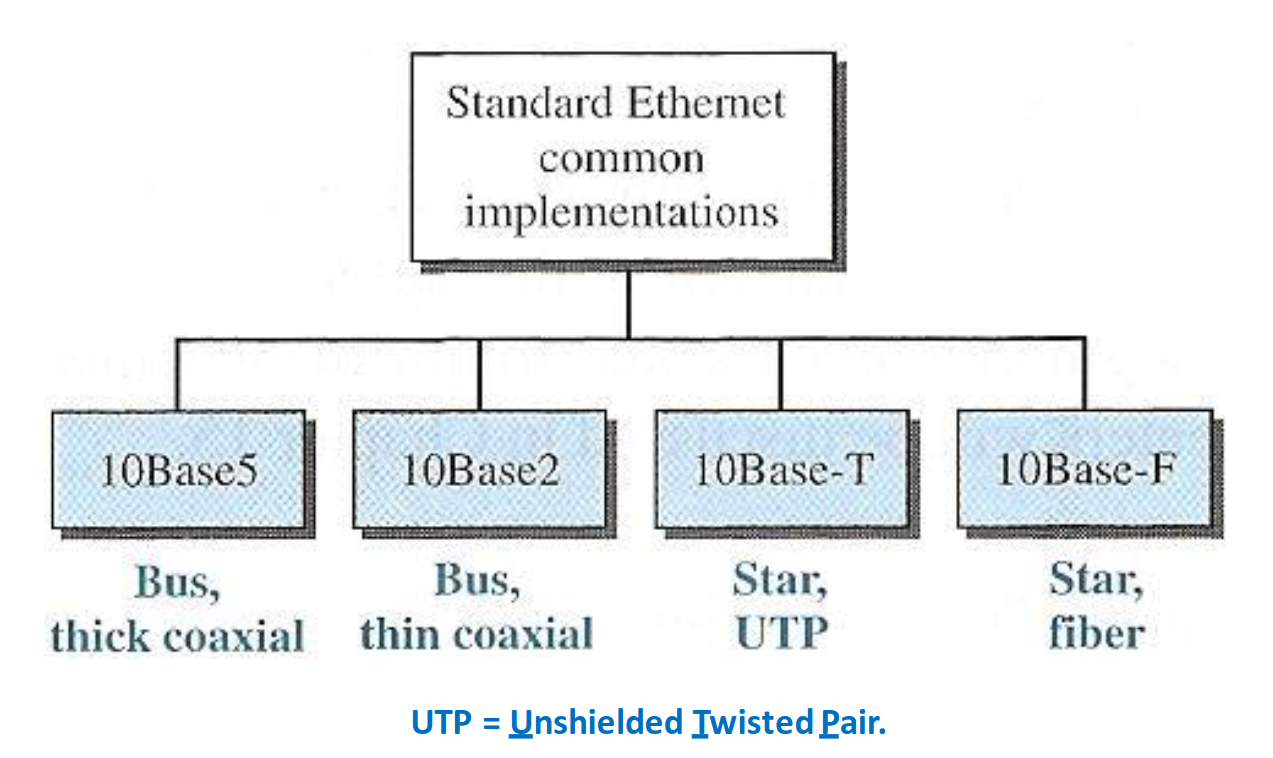 Standard Ethernet
common
implementations
10Base5
10Base2
10Base-T
10Base-F
Bus,
thick coaxial
Bus,
thin coaxial
Star,
UTP
Star,
fiber
UTP = Unshielded Twisted Pair.